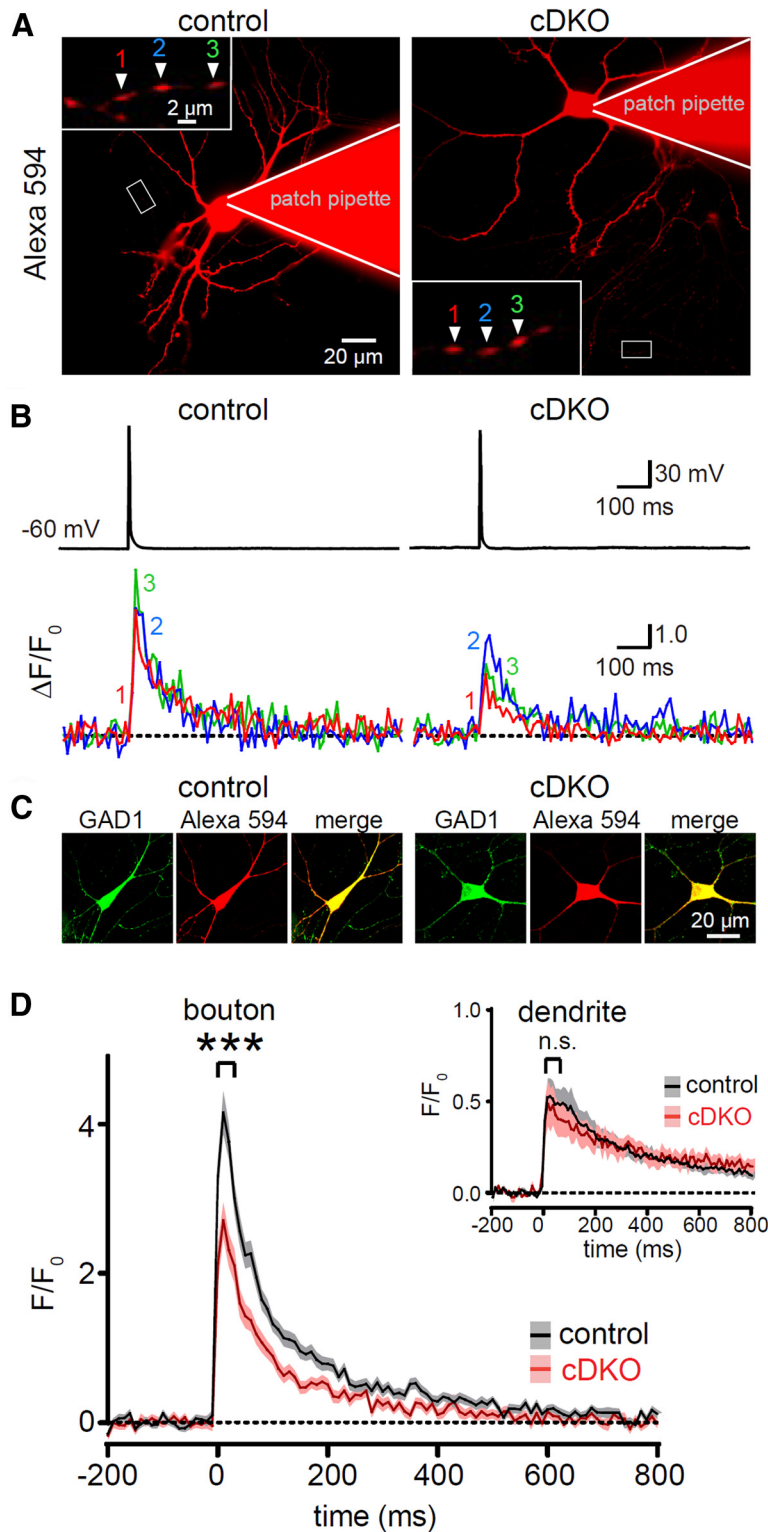 A
control
cDKO
Alexa 594
1 2 3
2 µm
patch pipette
20 µm
patch pipette
1 2 3
B
control
cDKO
-60 mV
30 mV
100 ms
ΔF/F0
1 2 3
1 2 3
1.0
100 ms
C
control
cDKO
GAD1 Alexa 594 merge
GAD1 Alexa 594 merge
20 µm
D
bouton
***
F/F0
4
2
0
-200 0 200 400 600 800
time (ms)
control
cDKO
dendrite
n.s.
F/F0
1.0
0.5
0.0
-200 0 200 400 600 800
time (ms)
control
cDKO